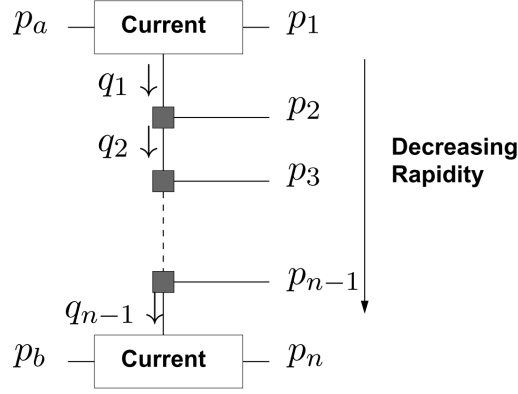 p_a Current p_1
q_1
p_2
q_2
p_3
Decreasing
Rapidity
p_{n-1}
q_{n-1}
p_b Current p_n